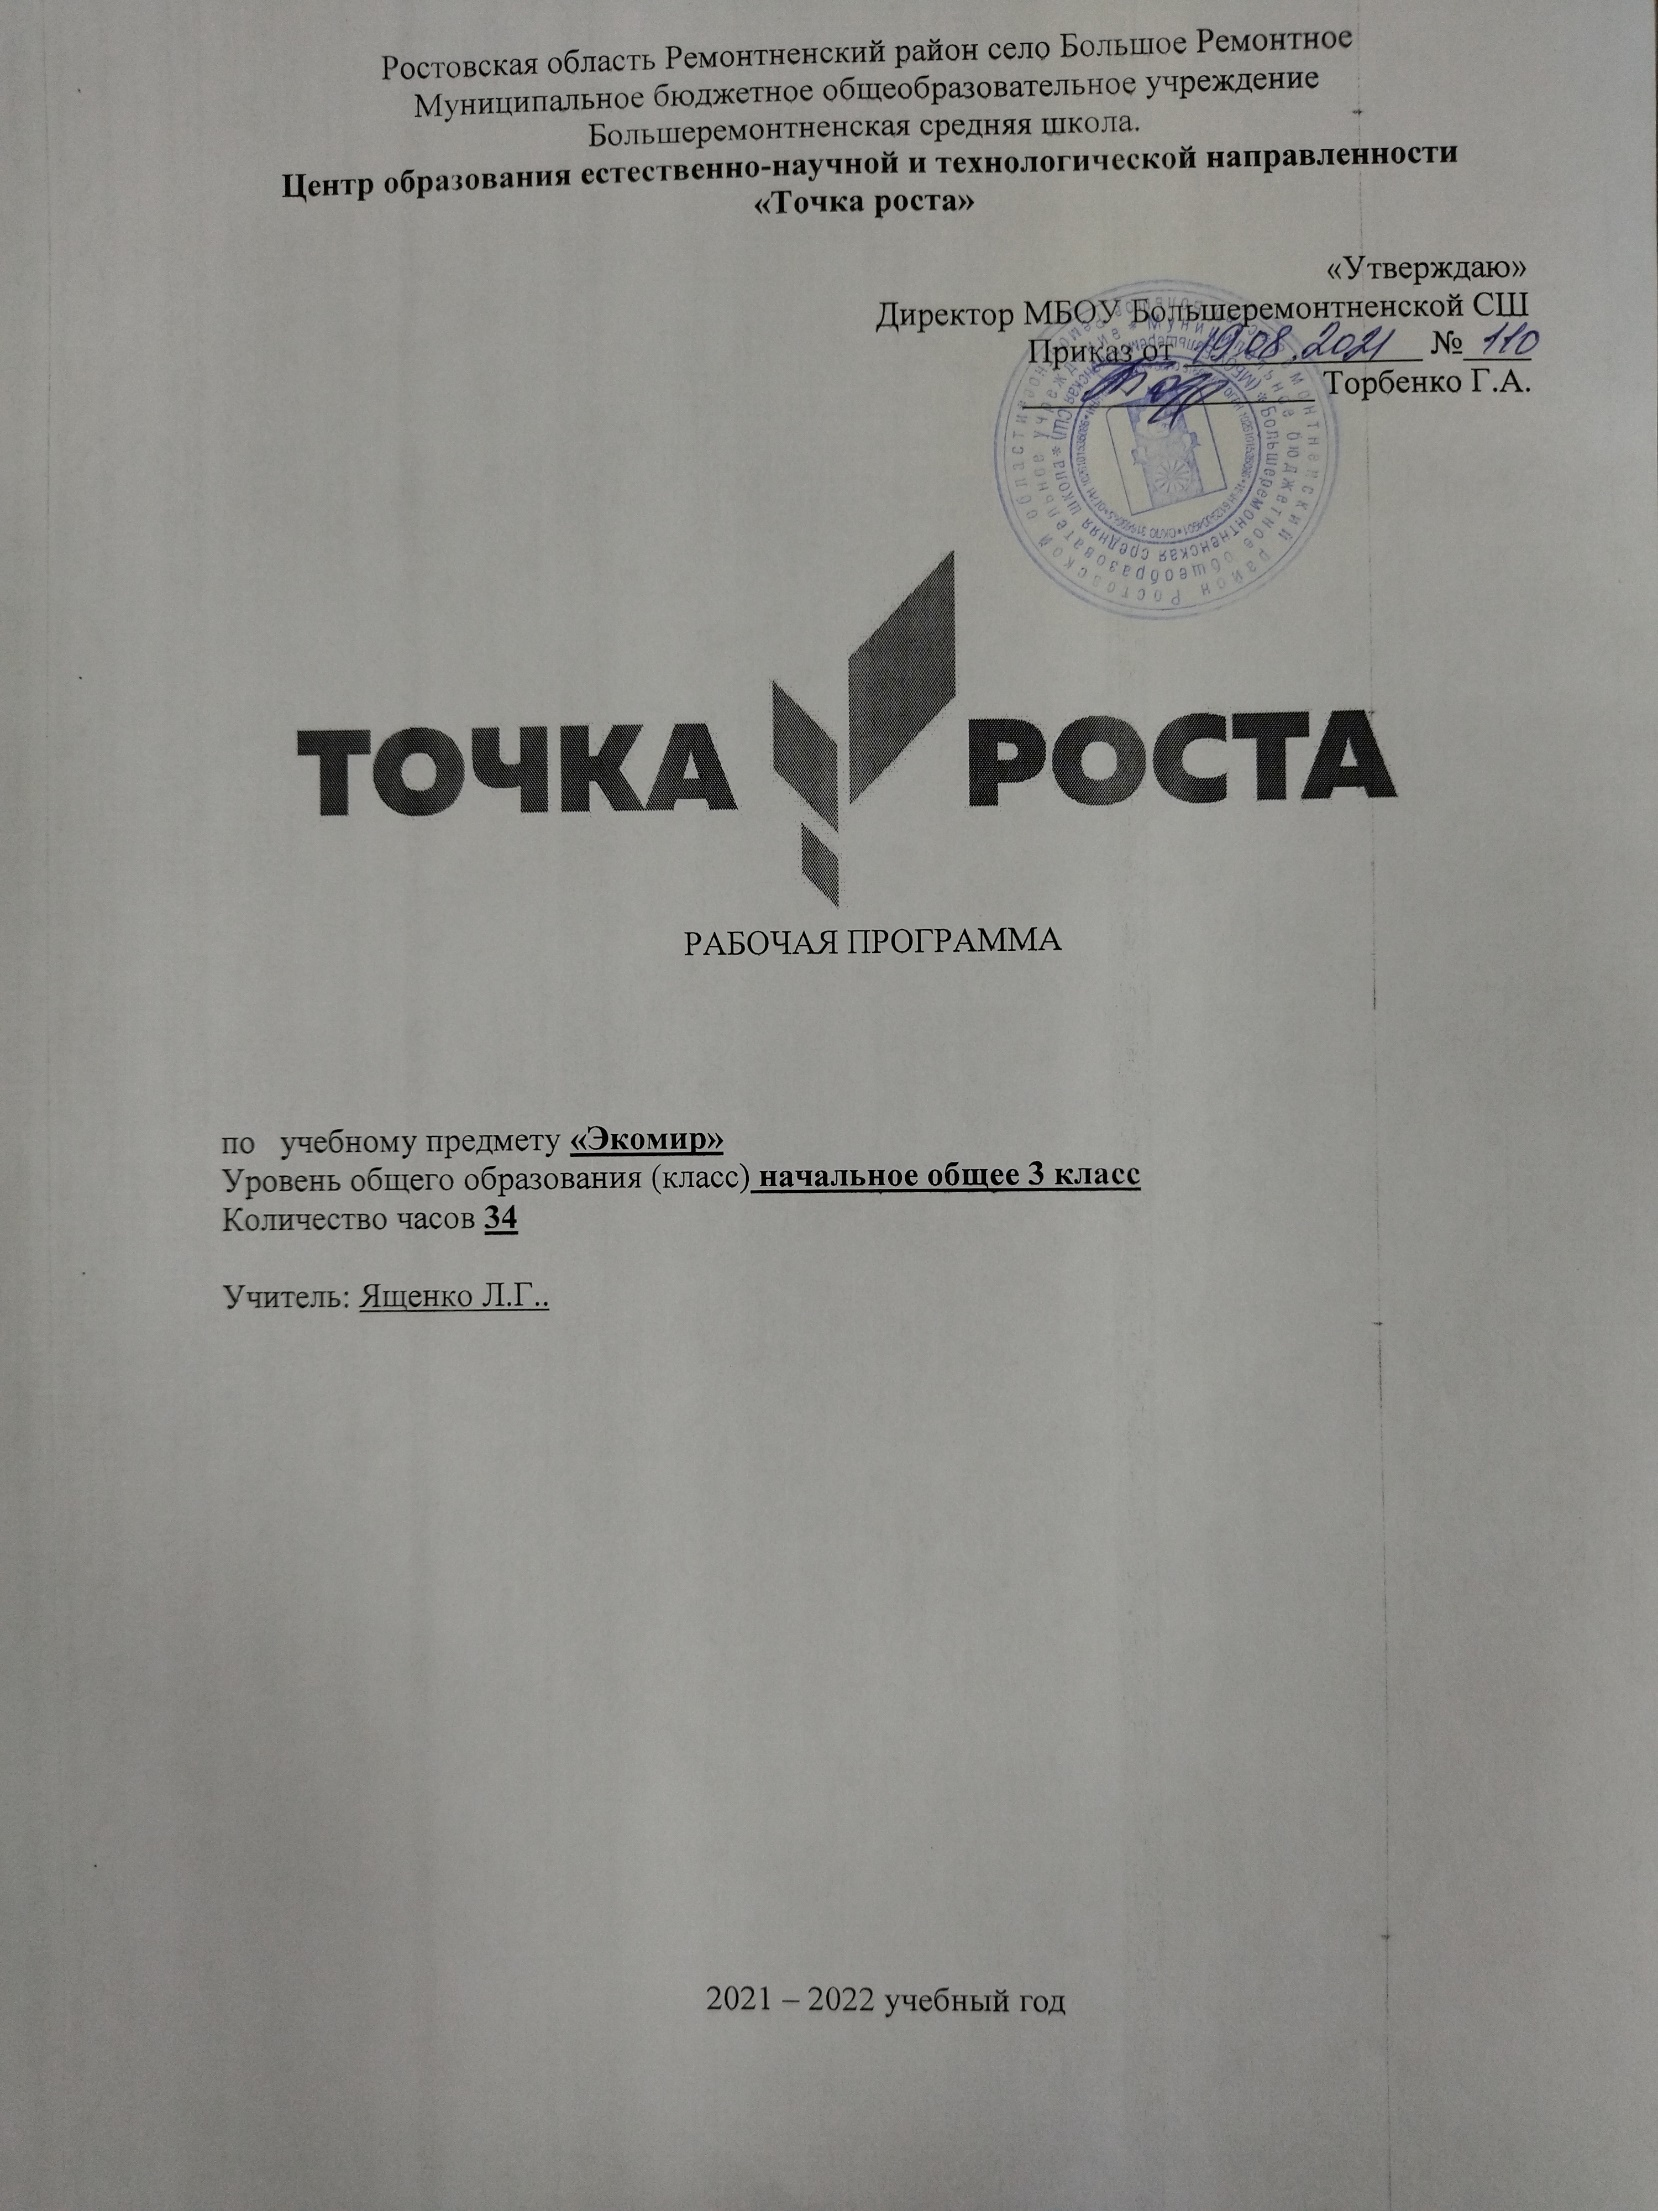 Ростовская область Ремонтненский район село Большое Ремонтное
Муниципальное бюджетное общеобразовательное учреждение
Большеремонтненская средняя школа.
Центр образования естественно-научной и технологической направленности
«Точка роста»
«Утверждаю»
Директор МБОУ Большеремонтненской СШ
Приказ от 19.08.2021 № 110
Торбенко Г.А.
ТОЧКА РОСТА
РАБОЧАЯ ПРОГРАММА
по учебному предмету «Экомир»
Уровень общего образования (класс) начальное общее 3 класс
Количество часов 34
Учитель: Ященко Л.Г..
2021 – 2022 учебный год